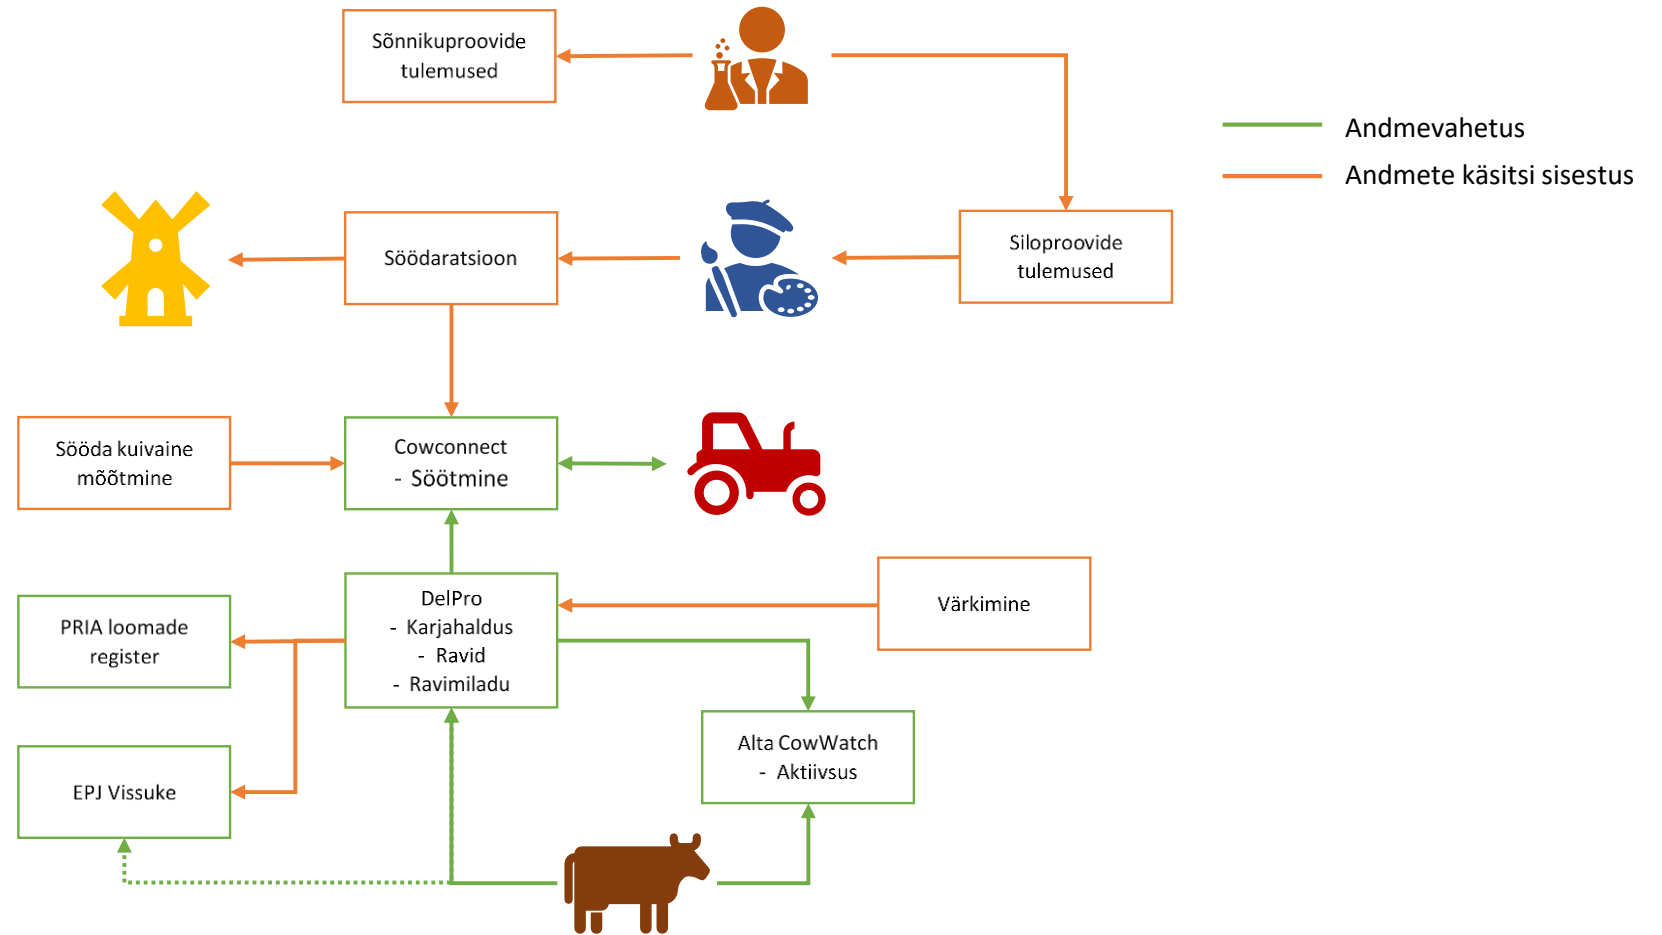 Sõnnikuproovide
tulemused
Andmevahetus
Andmete käsitsi sisestus
Söödaratsioon
Siloproovide
tulemused
Sööda kuivaine
mõõtmine
Cowconnect
- Söötmine
DelPro
- Karjahaldus
- Ravid
- Ravimiladu
Värkimine
PRIA loomade
register
Alta CowWatch
- Aktiivsus
EPJ Vissuke